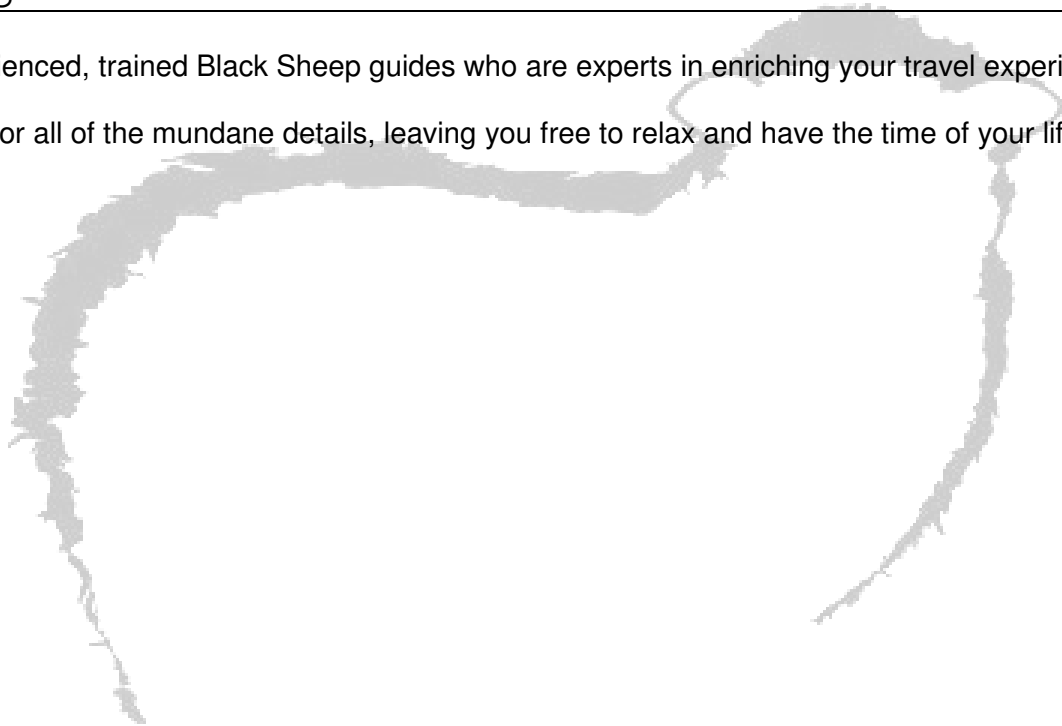 ienced, trained Black Sheep guides who are experts in enriching your travel experi
or all of the mundane details, leaving you free to relax and have the time of your lif